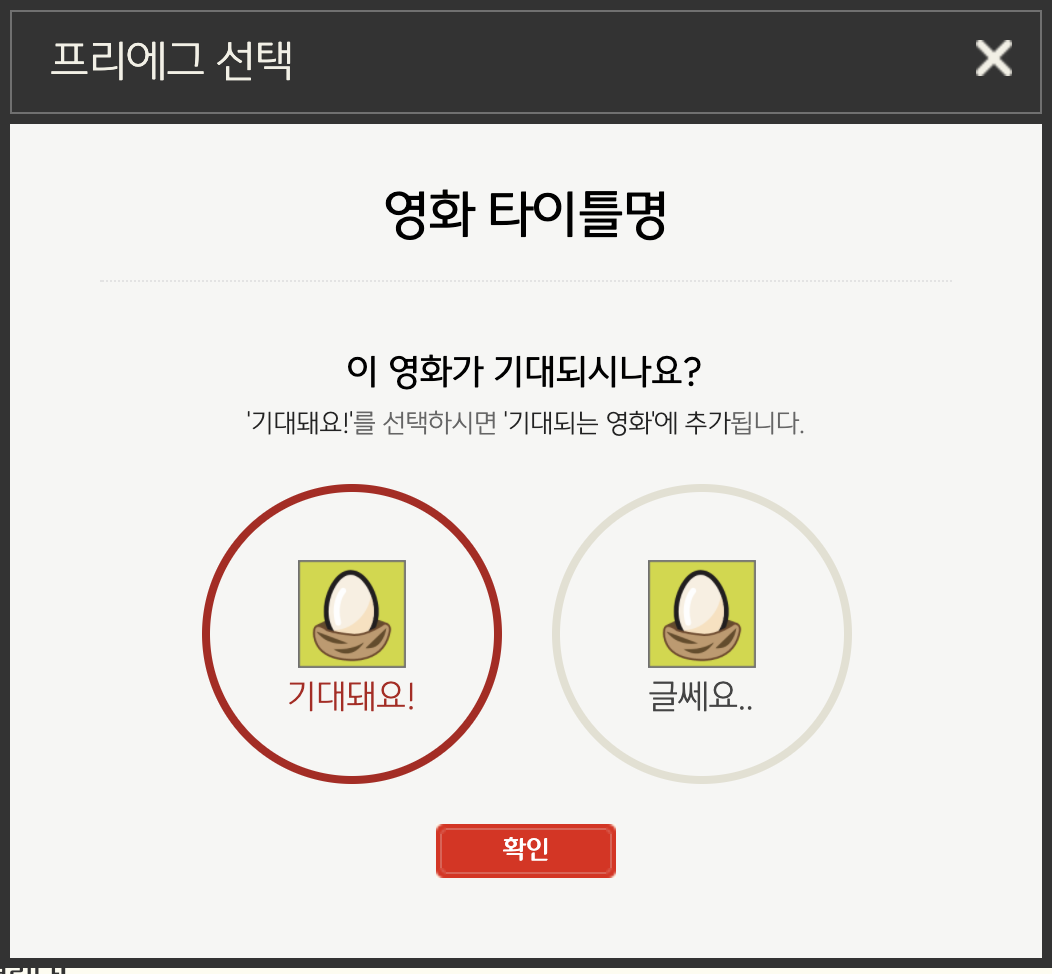 프리에그 선택
영화 타이틀명
이 영화가 기대되시나요?
'기대돼요!'를 선택하시면 '기대되는 영화'에 추가됩니다.
기대돼요!
글쎄요..
확인